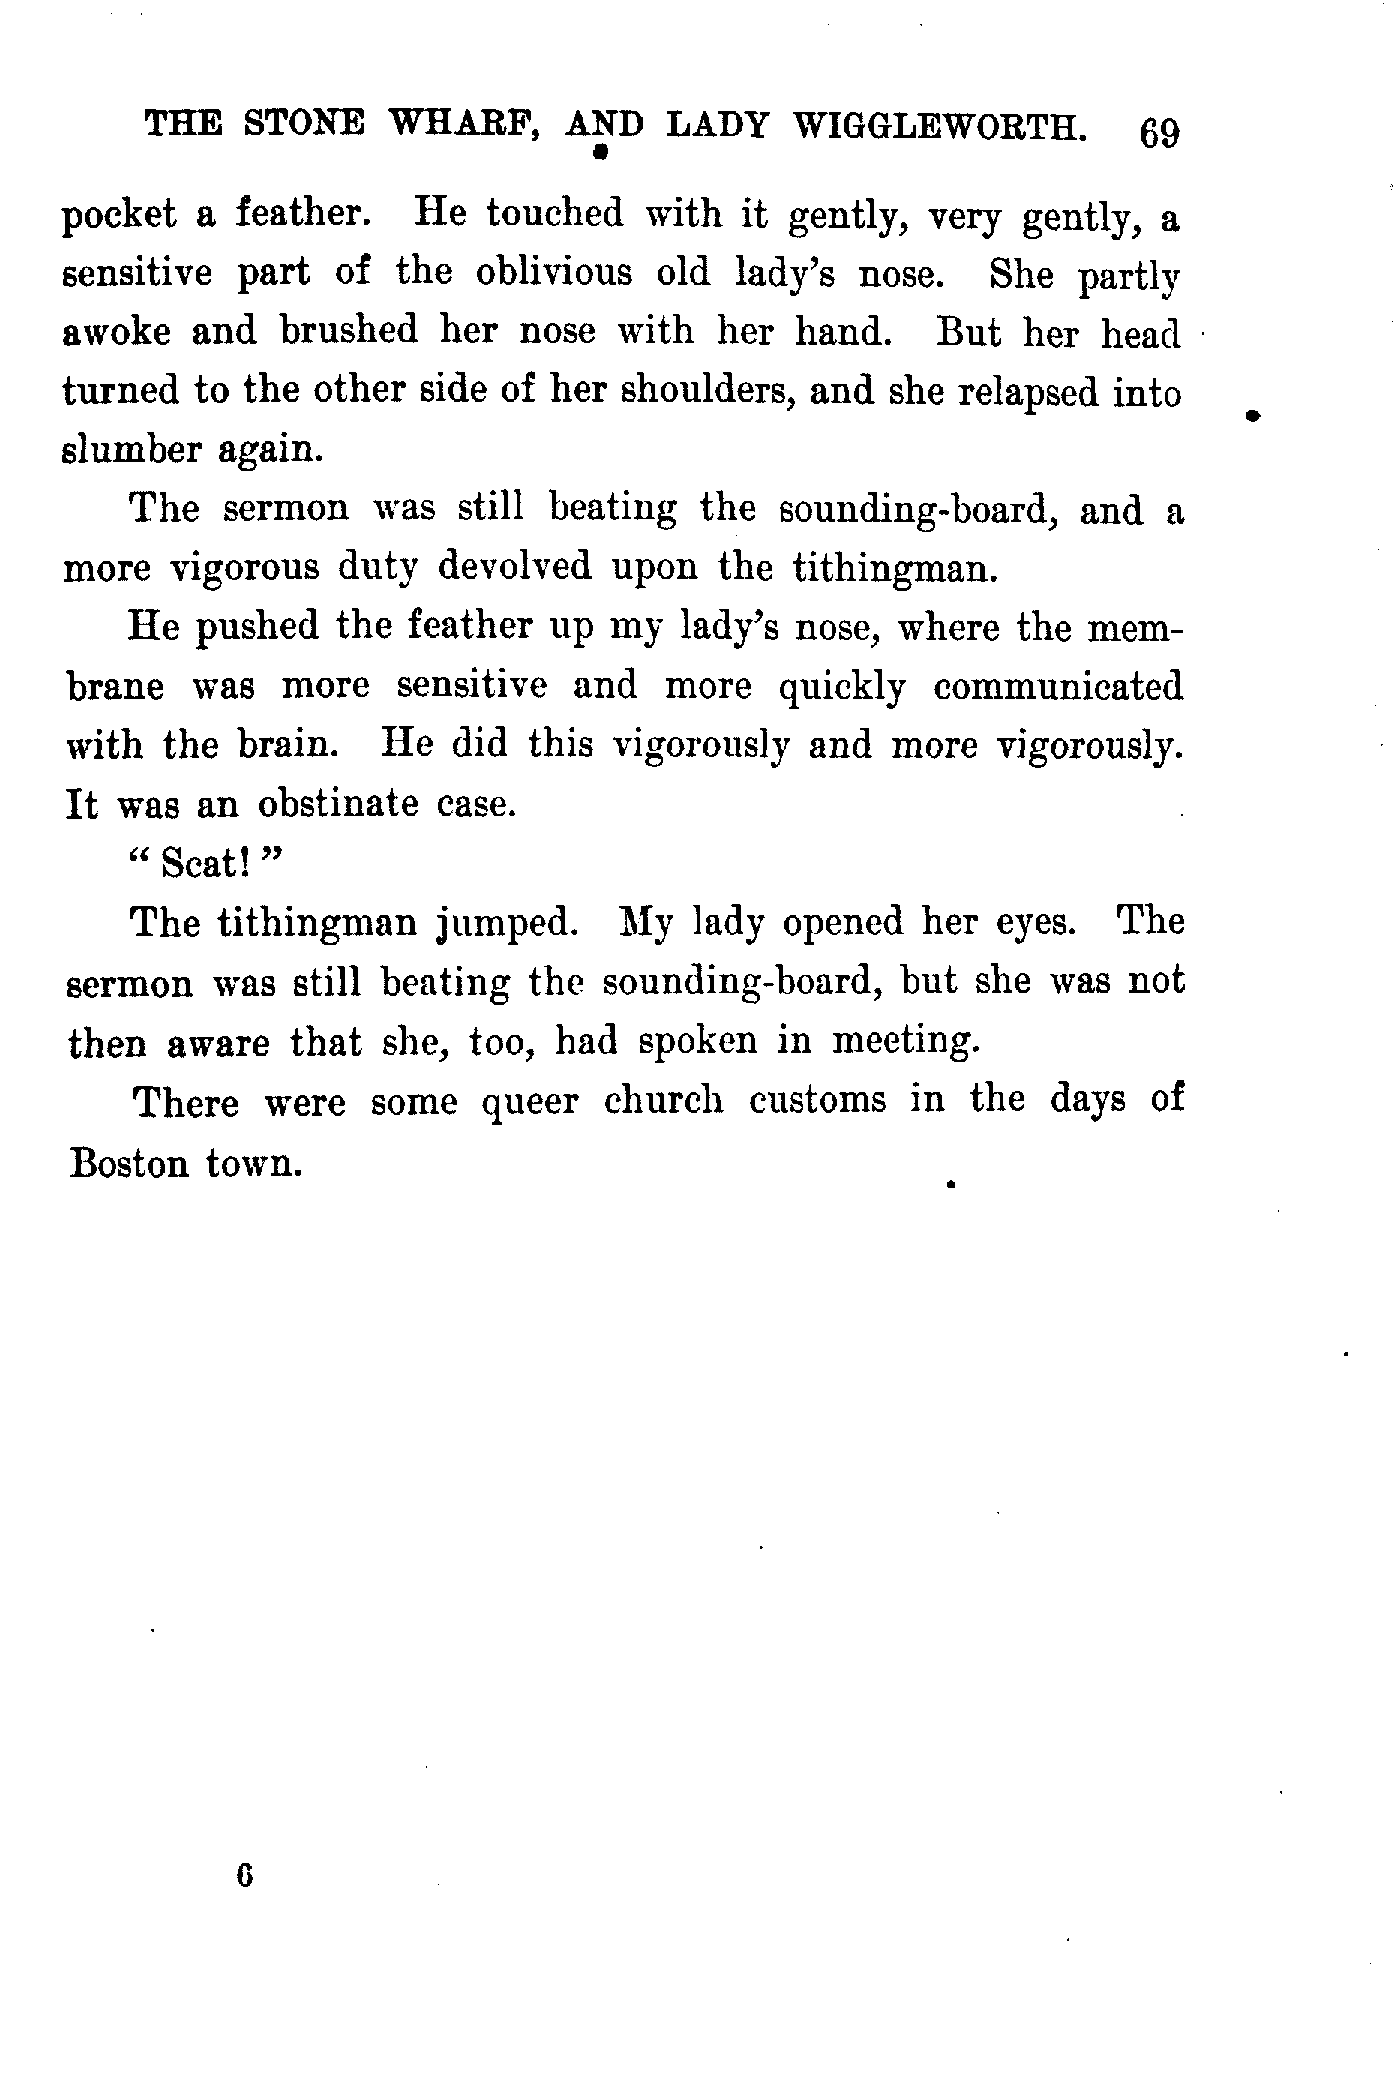 THE STONE WHARF, AND LADY WIGGLEWORTH. 69
pocket a feather. He touched with it gently, very gently, a
sensitive part of the oblivious old lady's nose. She partly
awoke and brushed her nose with her hand. But her head
turned to the other side of her shoulders, and she relapsed into
slumber again.
The sermon was still beating the sounding-board, and a
more vigorous duty devolved upon the tithingman.
He pushed the feather up my lady's nose, where the mem-
brane was more sensitive and more quickly communicated
with the brain. He did this vigorously and more vigorously.
It was an obstinate case.
“ Scat! ”
The tithingman jumped. My lady opened her eyes. The
sermon was still beating the sounding-board, but she was not
then aware that she, too, had spoken in meeting.
There were some queer church customs in the days of
Boston town.
6